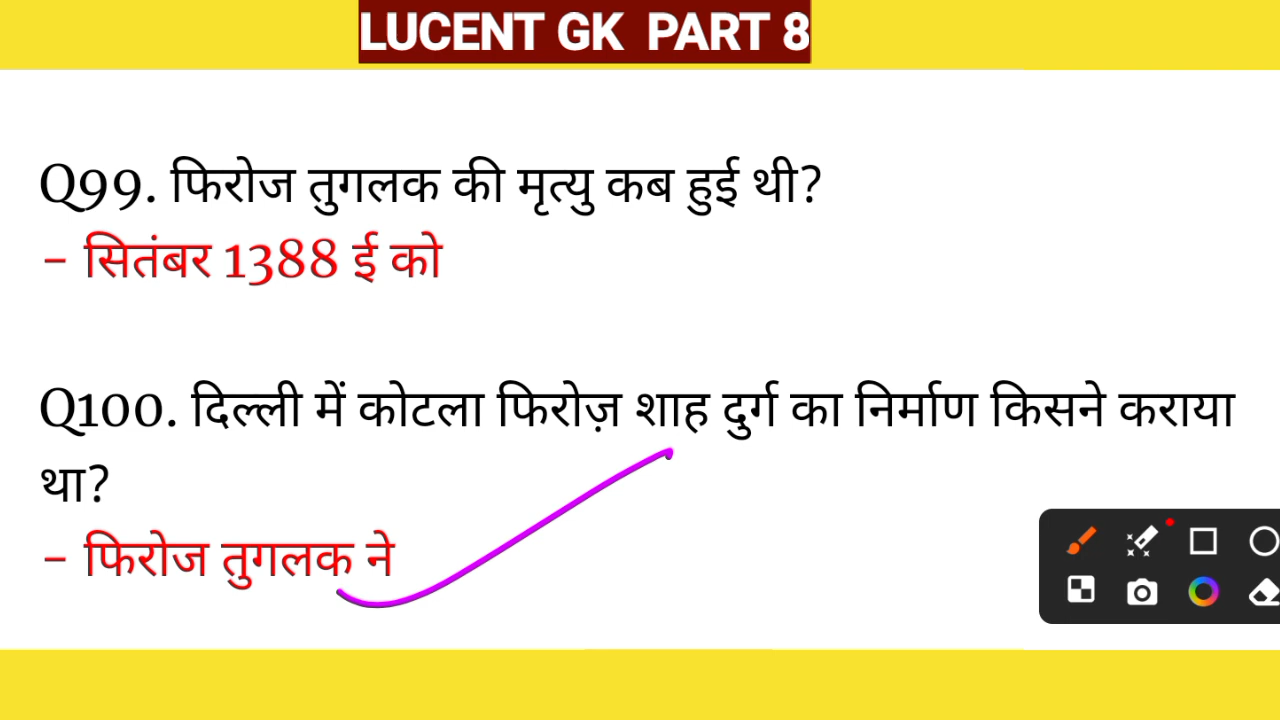 LUCENT GK PART 8
Q99. फिरोज तुगलक की मृत्यु कब हुई थी?
- सितंबर 1388 ई को
Q100. दिल्ली में कोटला फिरोज़ शाह दुर्ग का निर्माण किसने कराया
था?
- फिरोज तुगलक ने